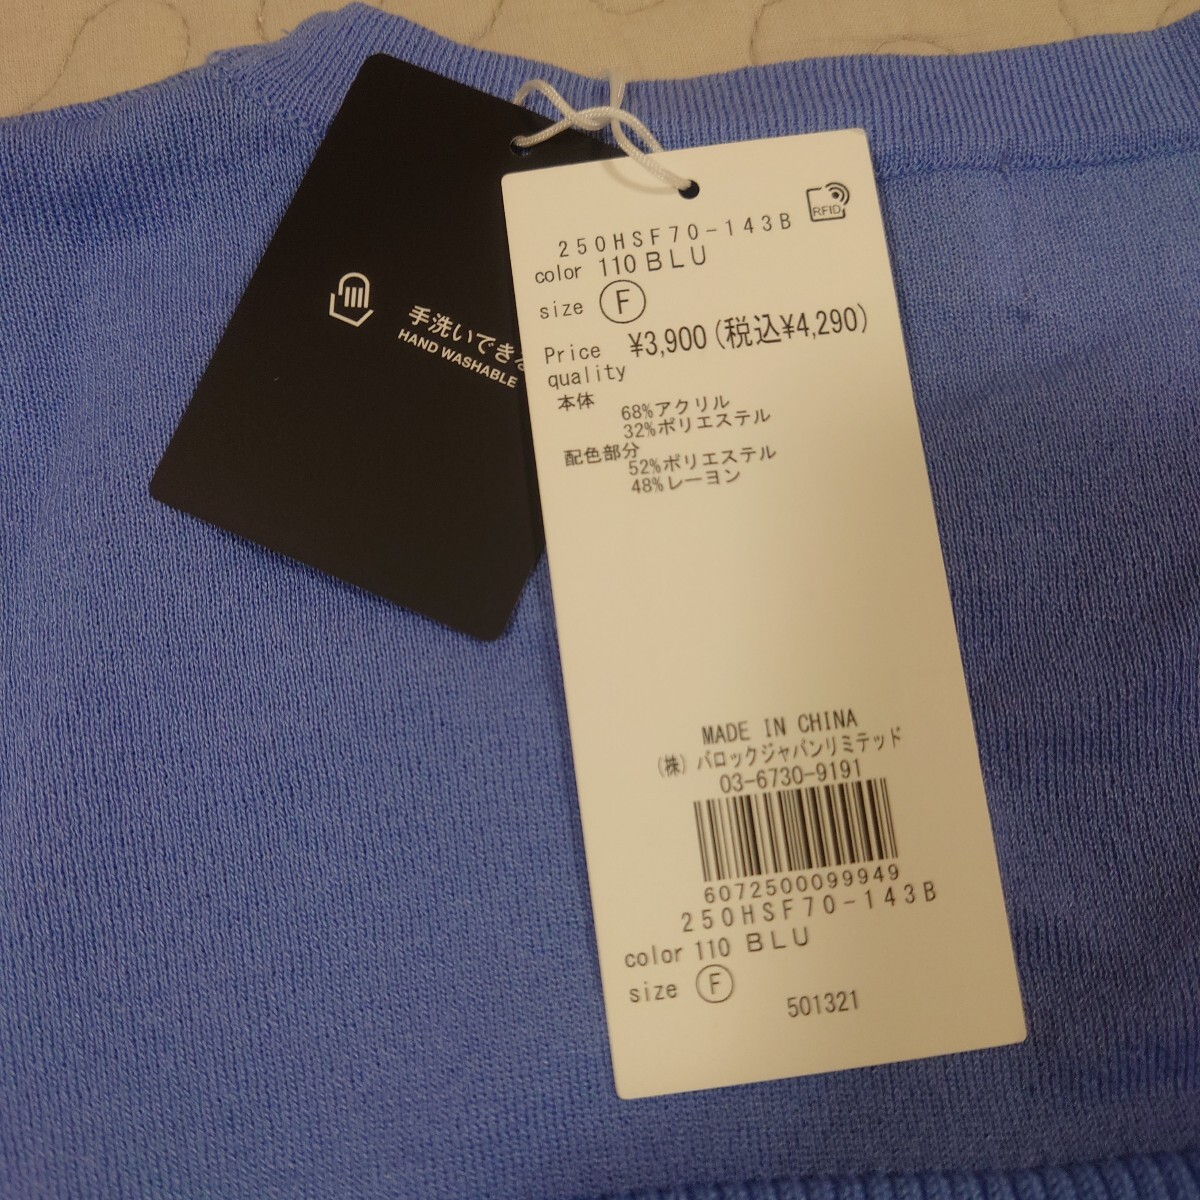 手洗いでき
HAND WASHABLE
RFID
250HSF70-143B
color 110 BLU
size F
Price ¥3,900(税込¥4,290)
quality
本体
68%アクリル
32%ポリエステル
配色部分
52%ポリエステル
48%レーヨン
MADE IN CHINA
(株)バロックジャパンリミテッド
03-6730-9191
6072500099949
250HSF70-143B
color 110 BLU
size F
501321